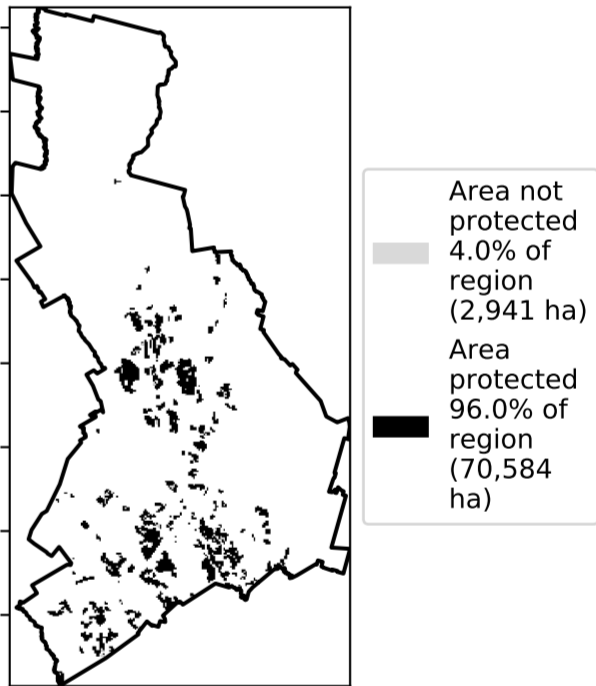 Area not
protected
4.0% of
region
(2,941 ha)
Area
protected
96.0% of
region
(70,584
ha)